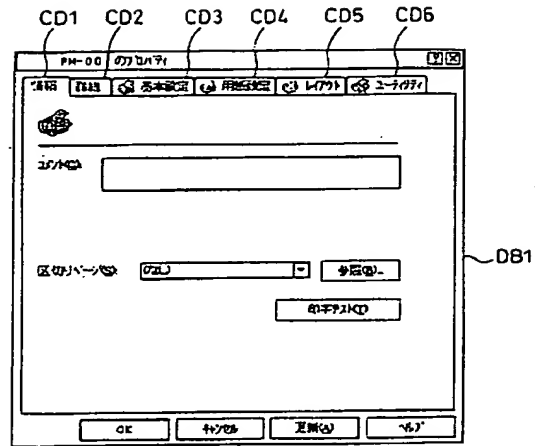 CD1 CD2 CD3 CD4 CD5 CD6
PM-00 のプロパティ
情報 詳細 基本設定 用紙設定 レイアウト ユーティリティ
コメント(C):
区切りページ(S): (なし) 参照(B)...
印字テスト(T)
DB1
OK キャンセル 更新(A) ヘルプ